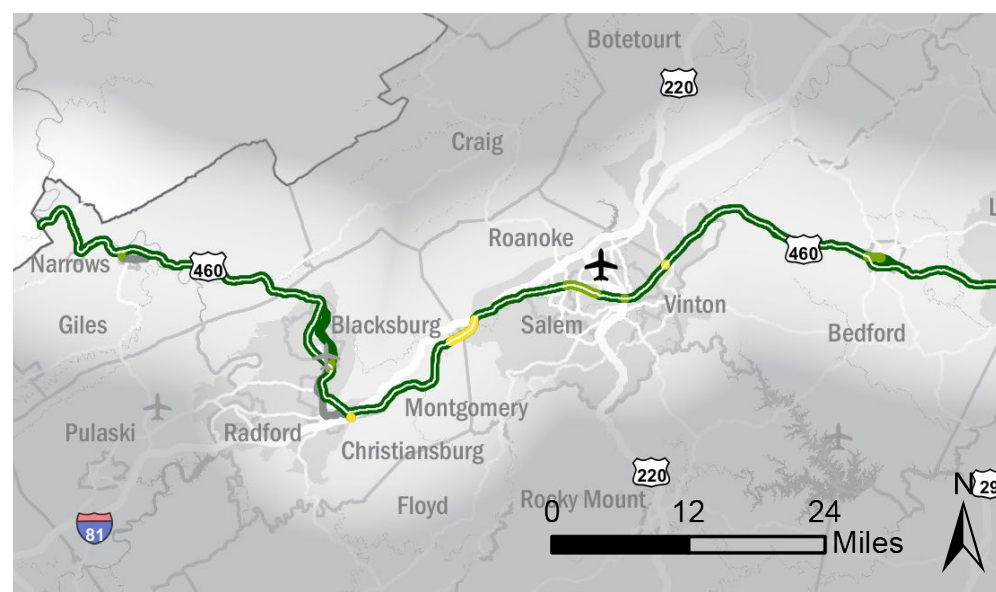 Botetourt
220
Craig
Roanoke
Narrows
460
460
Giles
Blacksburg
Salem
Vinton
Bedford
Montgomery
Pulaski
Radford
Christiansburg
Floyd
Rocky Mount
220
N
29
81
0 12 24
Miles
L